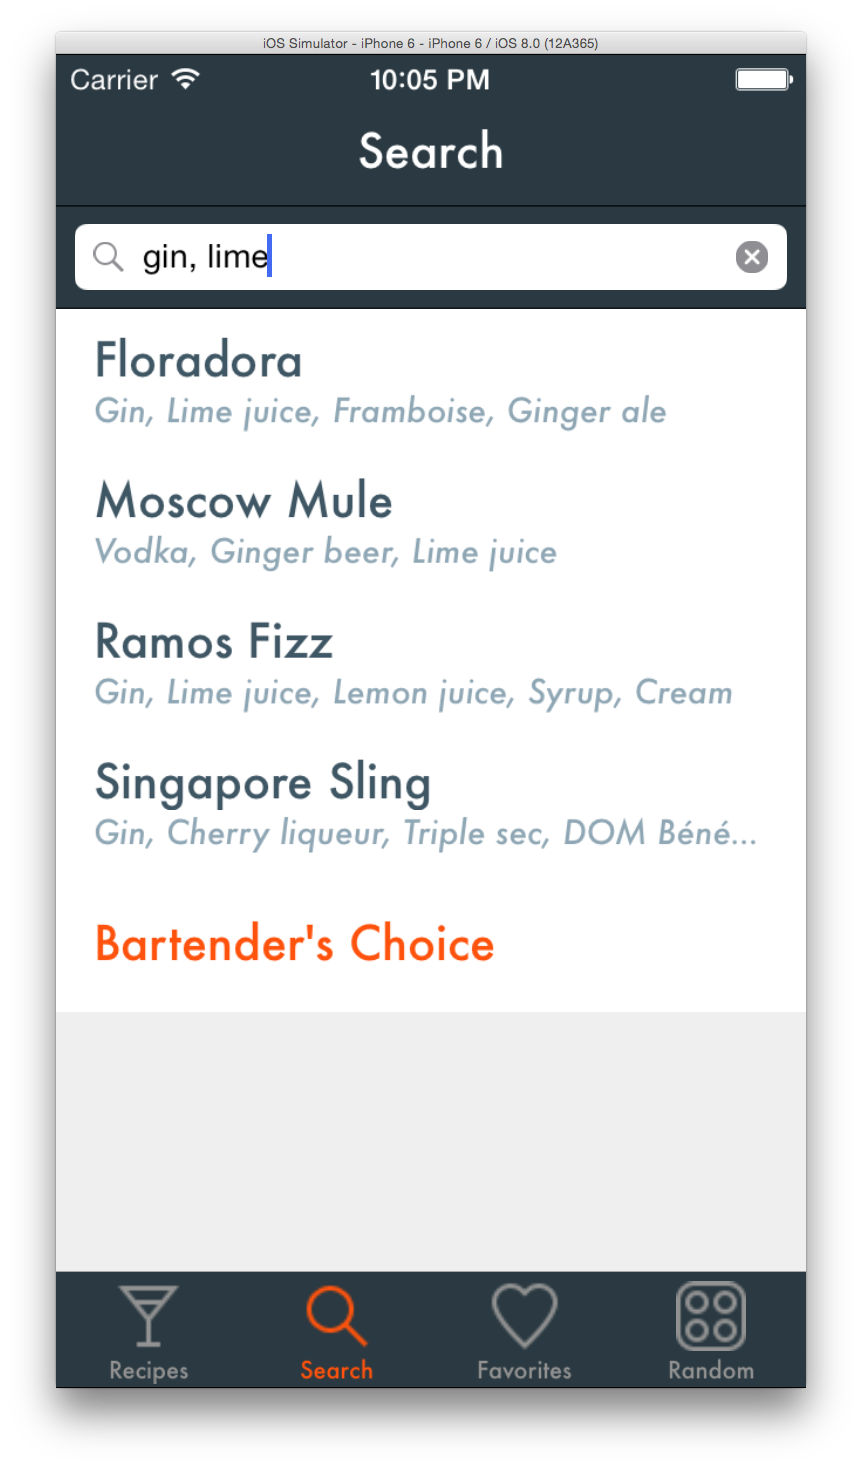 iOS Simulator - iPhone 6 - iPhone 6 / iOS 8.0 (12A365)
Carrier 10:05 PM
Search
gin, lime
Floradora
Gin, Lime juice, Framboise, Ginger ale
Moscow Mule
Vodka, Ginger beer, Lime juice
Ramos Fizz
Gin, Lime juice, Lemon juice, Syrup, Cream
Singapore Sling
Gin, Cherry liqueur, Triple sec, DOM Béné...
Bartender's Choice
Recipes Search Favorites Random